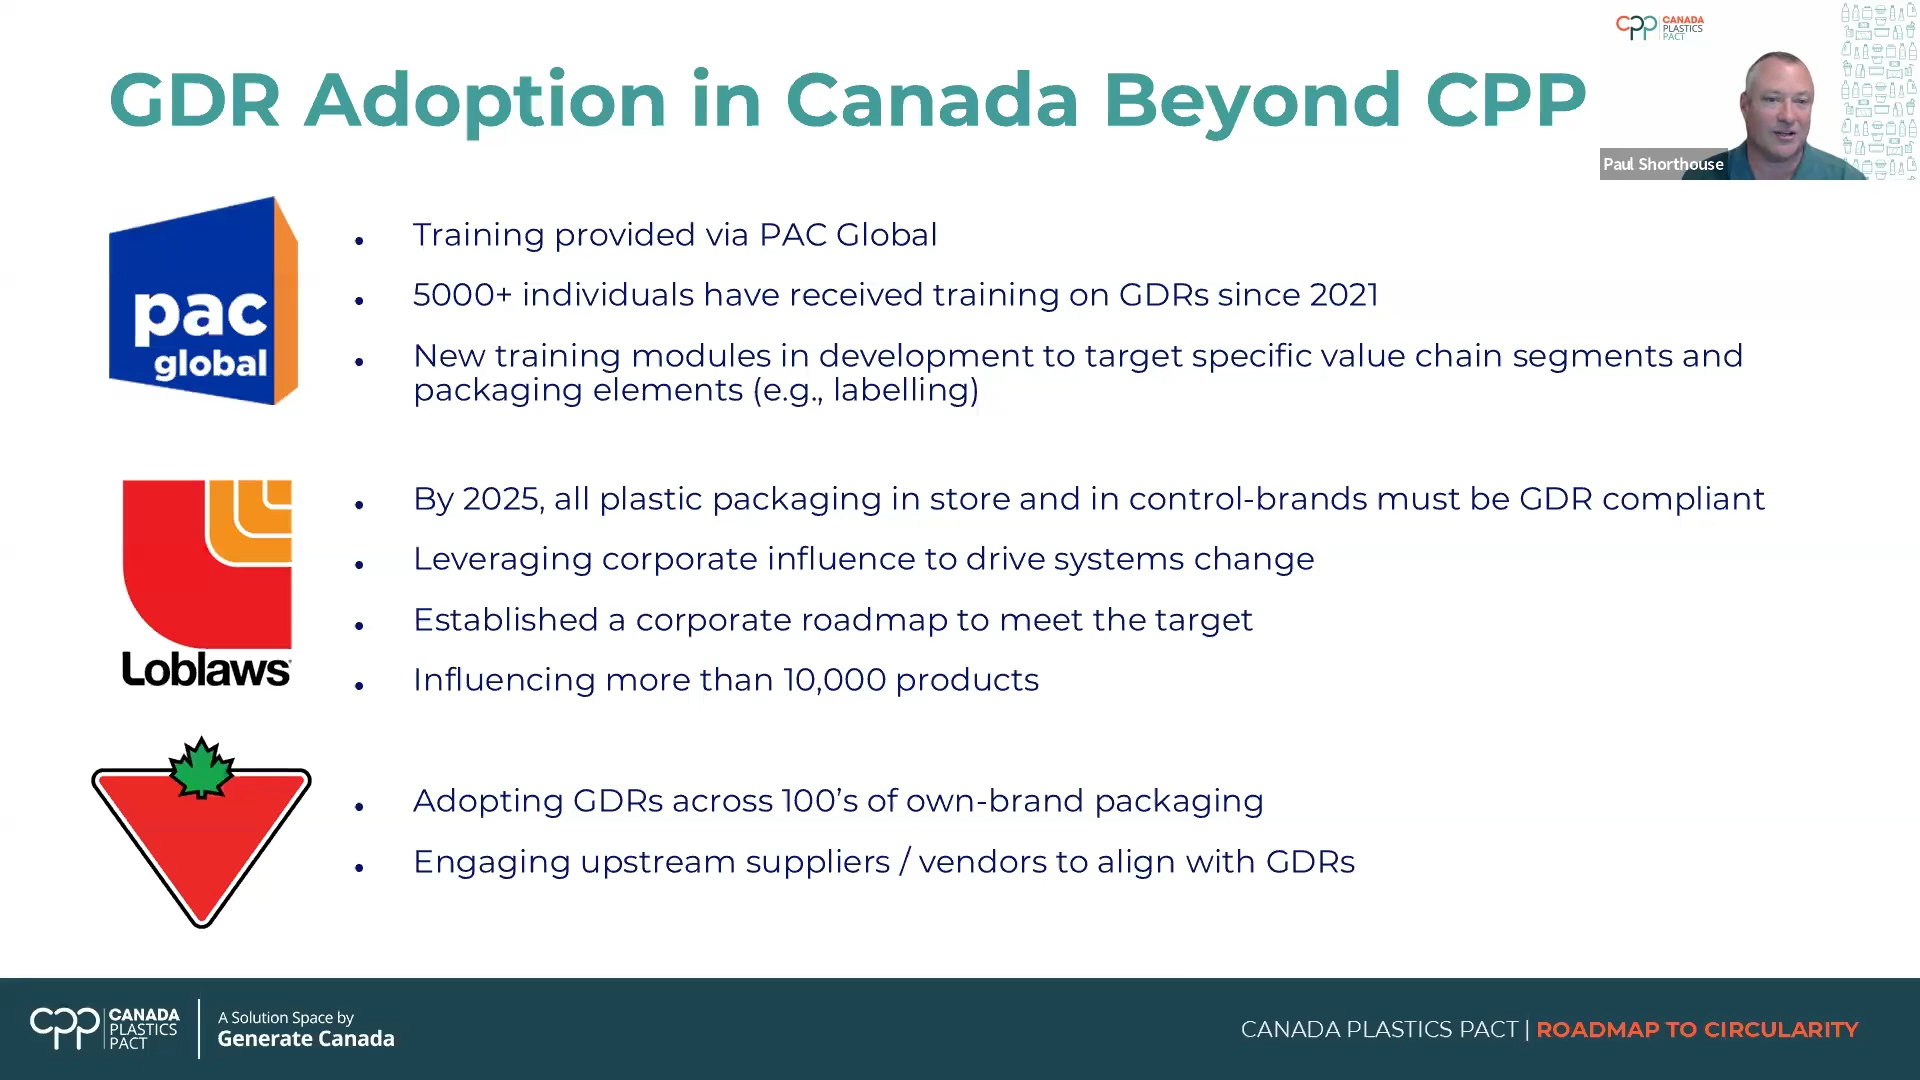 CPP CANADA PLASTICS PACT
GDR Adoption in Canada Beyond CPP
Paul Shorthouse
pac
global
Training provided via PAC Global
5000+ individuals have received training on GDRs since 2021
New training modules in development to target specific value chain segments and
packaging elements (e.g., labelling)
Loblaws
By 2025, all plastic packaging in store and in control-brands must be GDR compliant
Leveraging corporate influence to drive systems change
Established a corporate roadmap to meet the target
Influencing more than 10,000 products
Adopting GDRs across 100’s of own-brand packaging
Engaging upstream suppliers / vendors to align with GDRs
CPP CANADA PLASTICS PACT
A Solution Space by
Generate Canada
CANADA PLASTICS PACT | ROADMAP TO CIRCULARITY